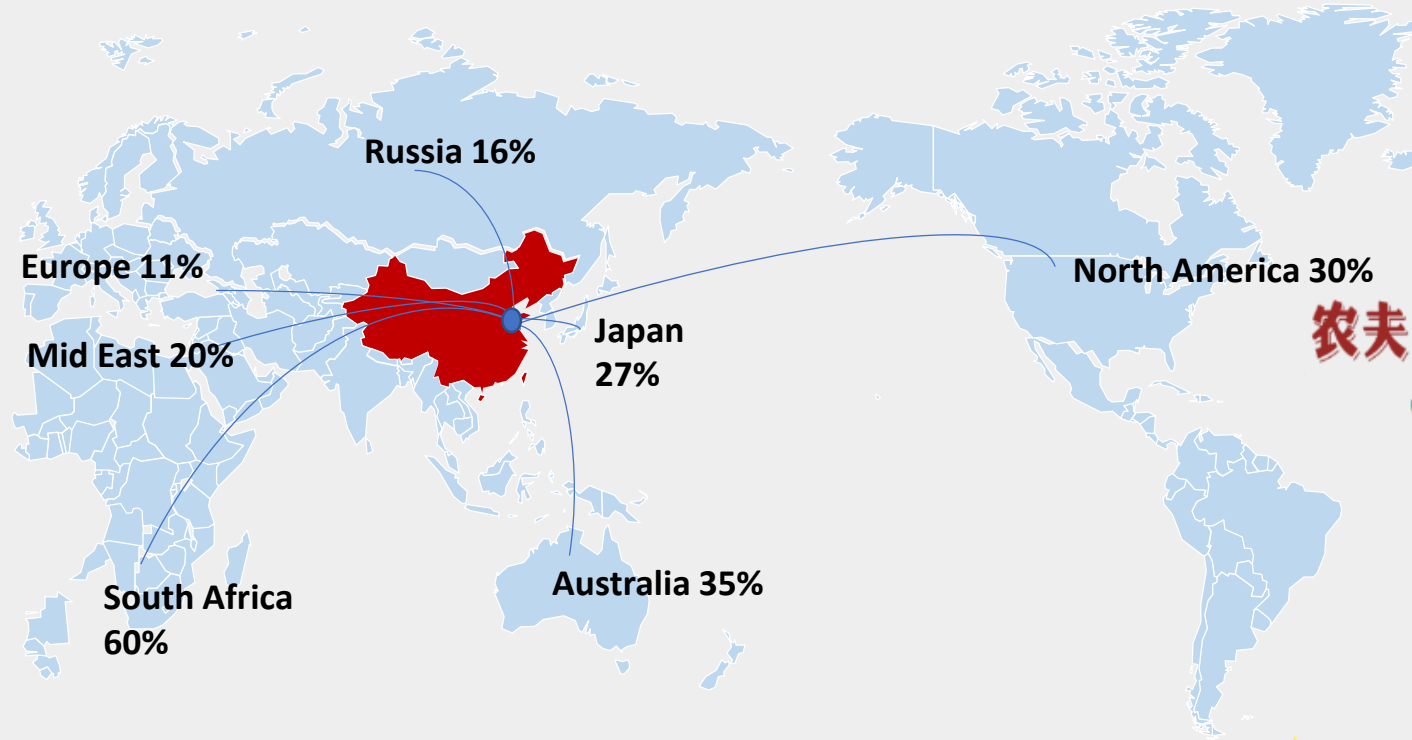 Russia 16%
Europe 11%
North America 30%
农夫
Mid East 20%
Japan
27%
South Africa
60%
Australia 35%